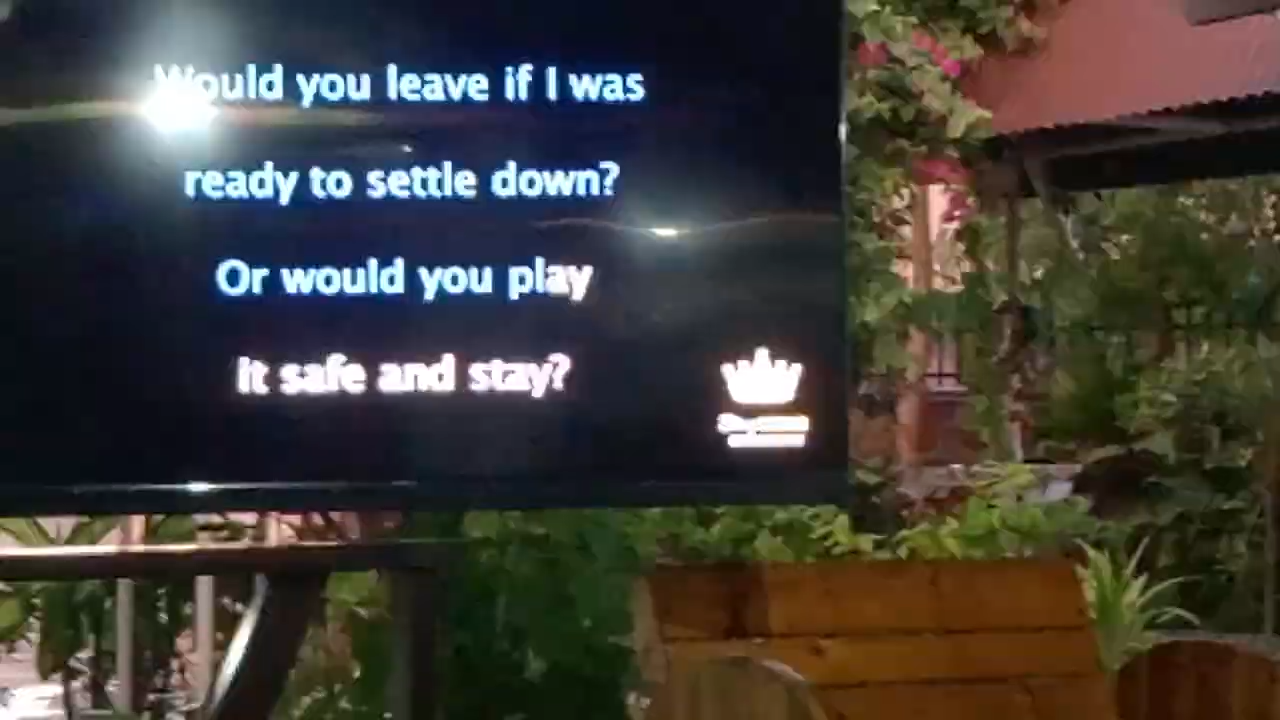 Would you leave if I was
ready to settle down?
Or would you play
It safe and stay?